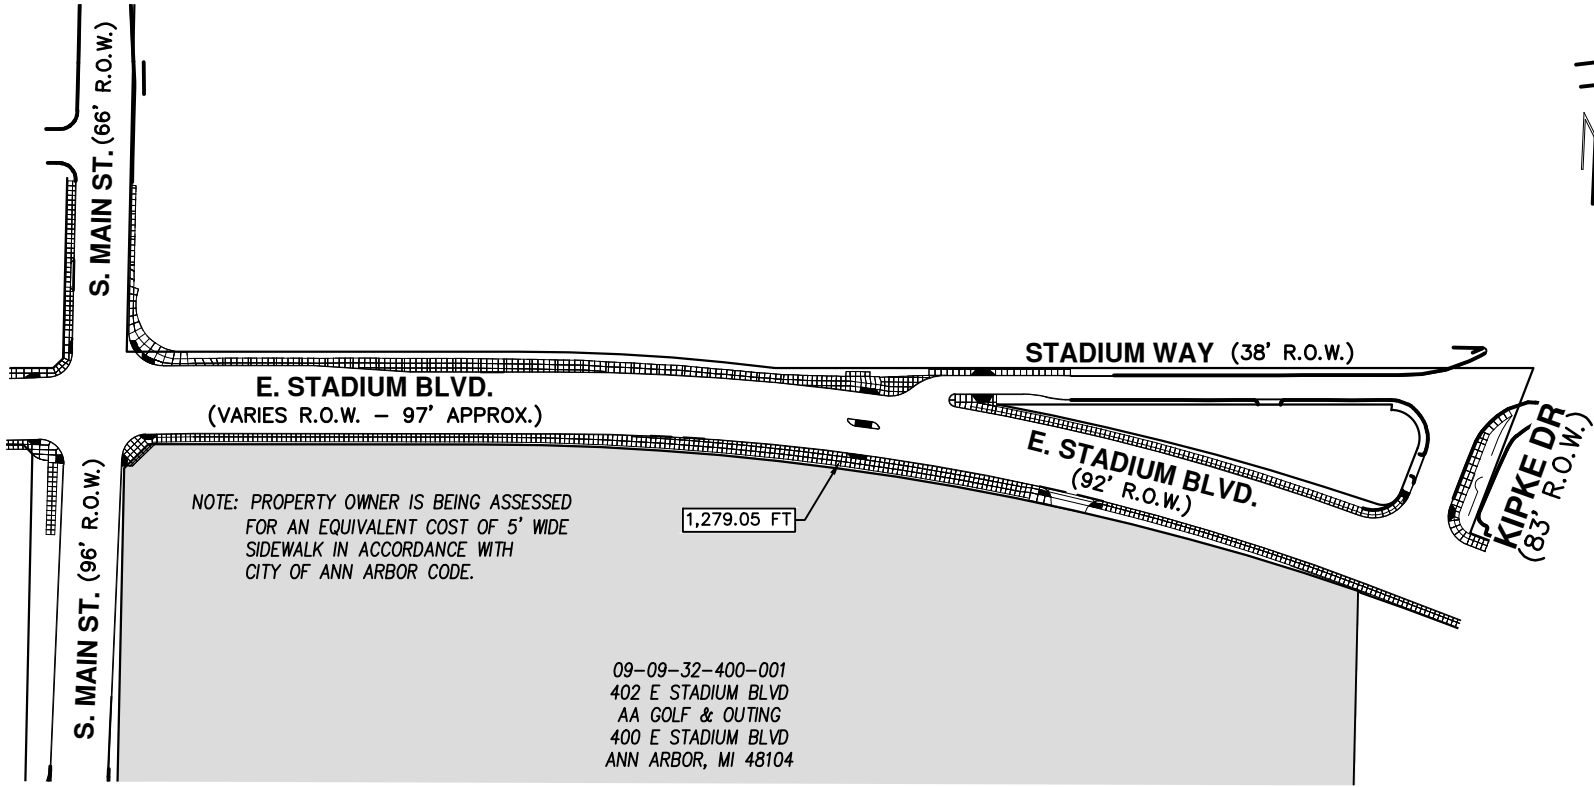 S. MAIN ST. (66' R.O.W.)
STADIUM WAY (38' R.O.W.)
E. STADIUM BLVD.
(VARIES R.O.W. - 97' APPROX.)
E. STADIUM BLVD.
(92' R.O.W.)
KIPKE DR
(83' R.O.W.)
S. MAIN ST. (96' R.O.W.)
NOTE: PROPERTY OWNER IS BEING ASSESSED
FOR AN EQUIVALENT COST OF 5' WIDE
SIDEWALK IN ACCORDANCE WITH
CITY OF ANN ARBOR CODE.
1,279.05 FT
09-09-32-400-001
402 E STADIUM BLVD
AA GOLF & OUTING
400 E STADIUM BLVD
ANN ARBOR, MI 48104